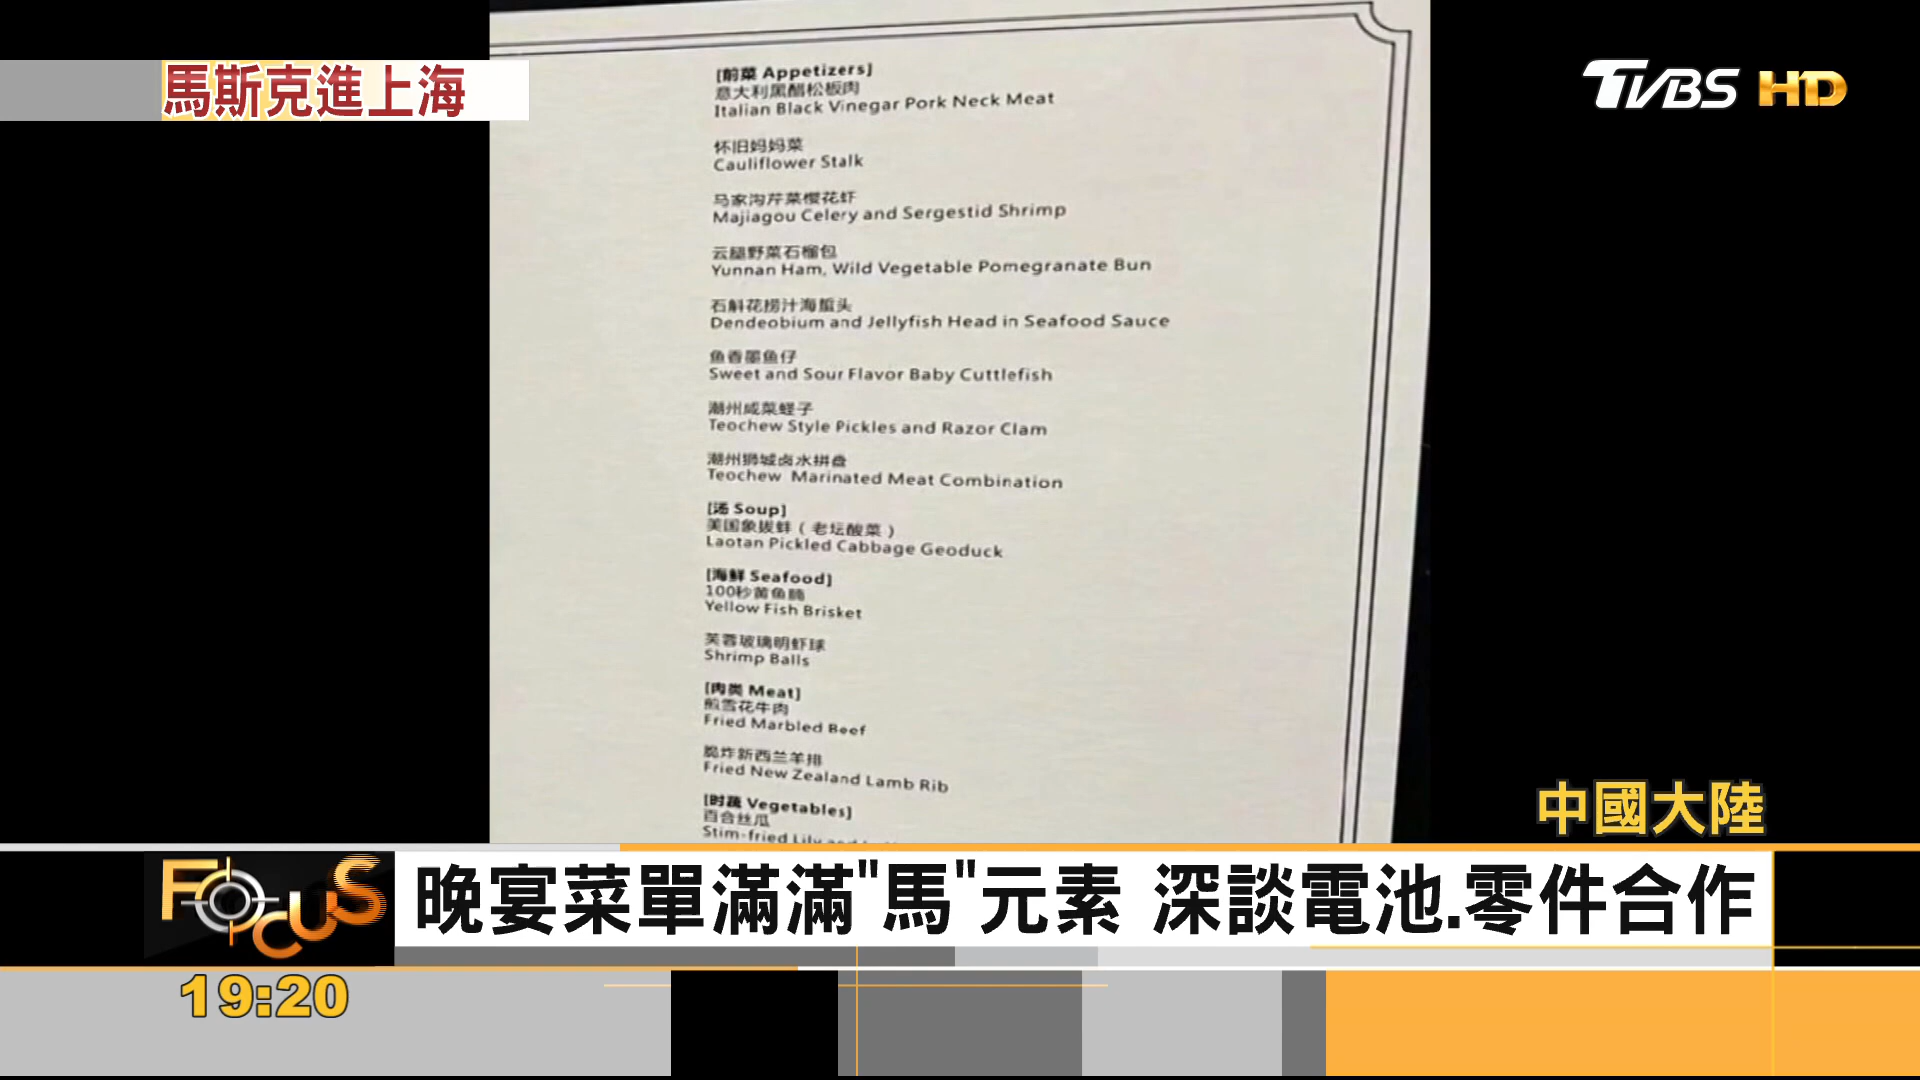 馬斯克進上海
TVBS HD
[前菜 Appetizers]
意大利黑醋松板肉
Italian Black Vinegar Pork Neck Meat
怀旧妈妈菜
Cauliflower Stalk
马家沟芹菜樱花虾
Majiagou Celery and Sergestid Shrimp
云腿野菜石榴包
Yunnan Ham, Wild Vegetable Pomegranate Bun
石斛花捞汁海蜇头
Dendeobium and Jellyfish Head in Seafood Sauce
鱼香墨鱼仔
Sweet and Sour Flavor Baby Cuttlefish
潮州咸菜蛏子
Teochew Style Pickles and Razor Clam
潮州狮城卤水拼盘
Teochew Marinated Meat Combination
[汤 Soup]
美国象拔蚌（老坛酸菜）
Laotan Pickled Cabbage Geoduck
[海鲜 Seafood]
100秒黄鱼腩
Yellow Fish Brisket
芙蓉玻璃明虾球
Shrimp Balls
[肉类 Meat]
煎雪花牛肉
Fried Marbled Beef
脆炸新西兰羊排
Fried New Zealand Lamb Rib
[时蔬 Vegetables]
百合丝瓜
Stim-fried Lily and
中國大陸
FOCUS
晚宴菜單滿滿"馬"元素 深談電池.零件合作
19:20